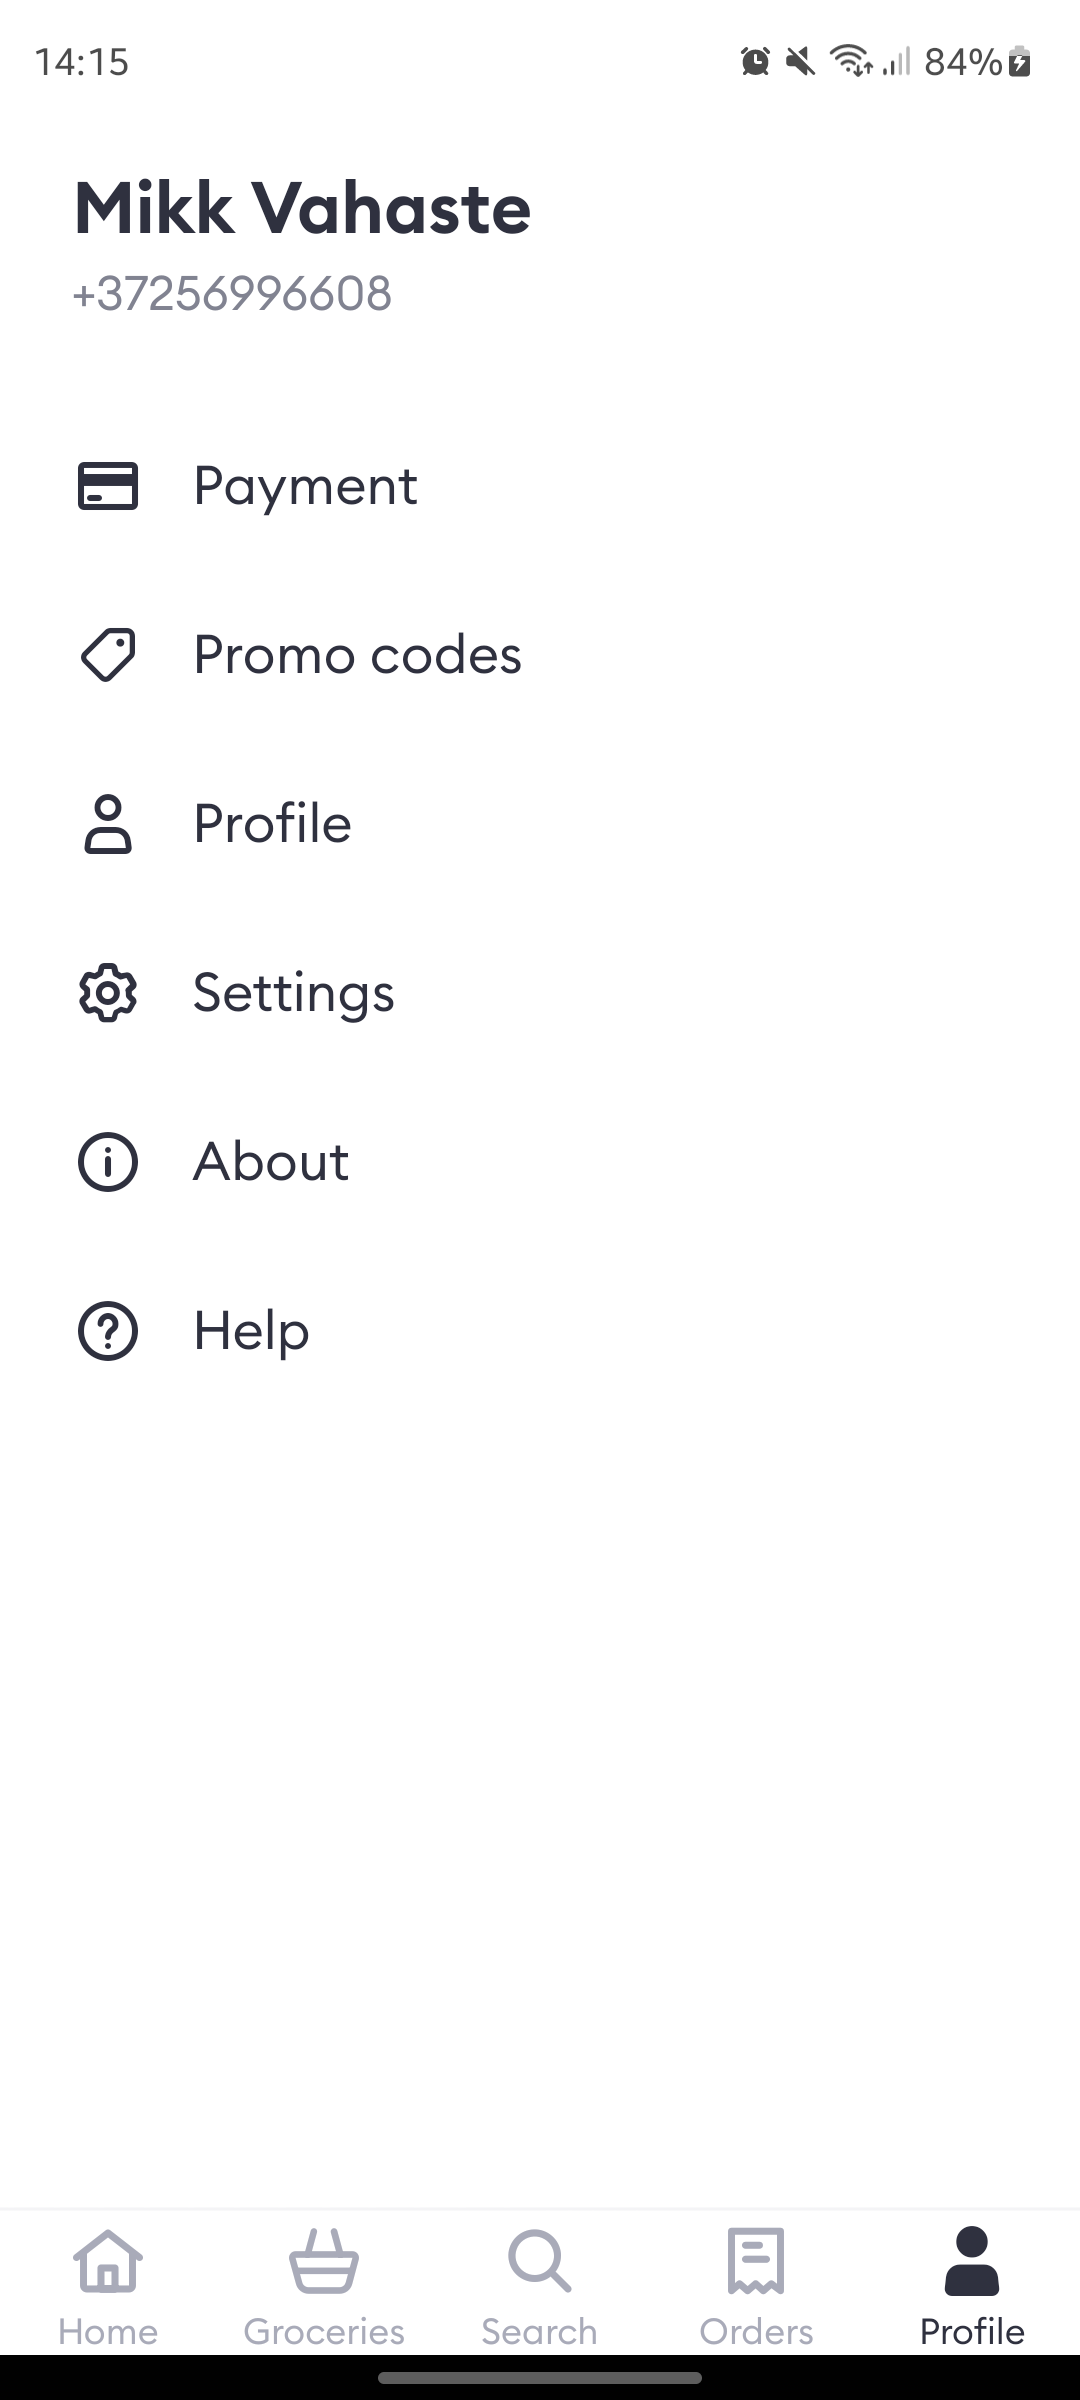 14:15
84%
Mikk Vahaste
+37256996608
Payment
Promo codes
Profile
Settings
About
Help
Home
Groceries
Search
Orders
Profile